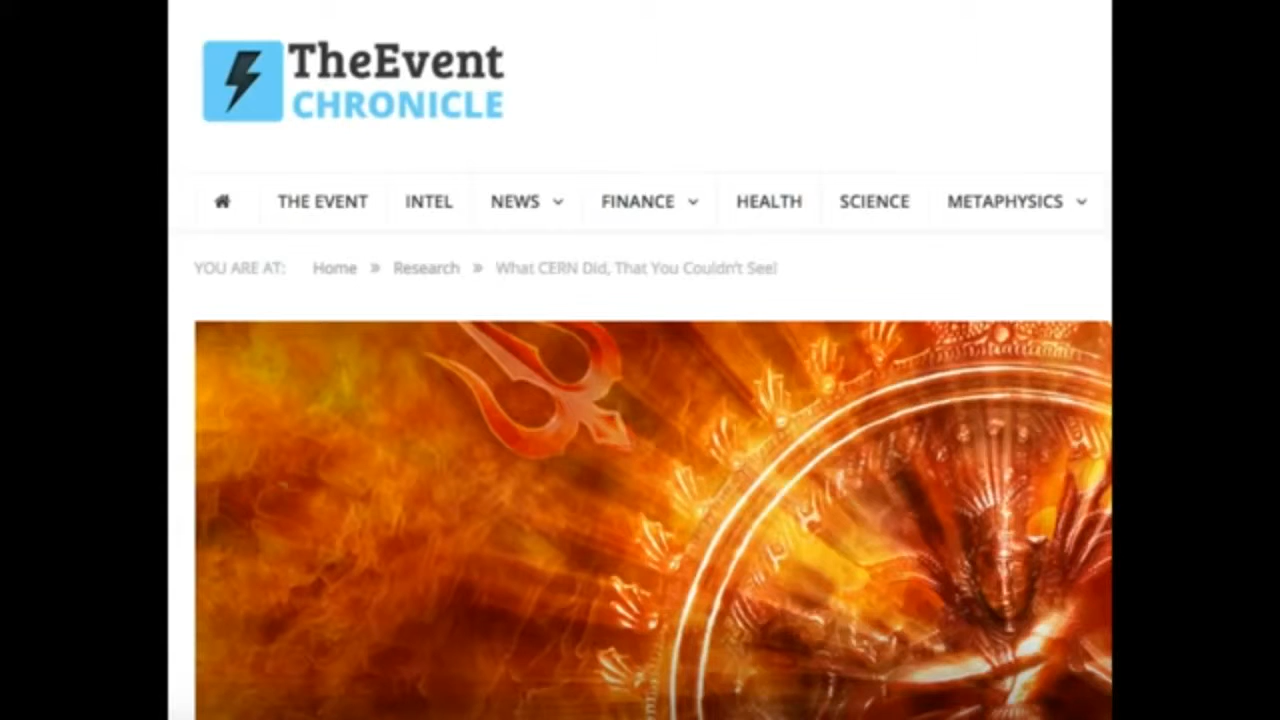 TheEvent
CHRONICLE
THE EVENT INTEL NEWS FINANCE HEALTH SCIENCE METAPHYSICS
YOU ARE AT: Home » Research » What CERN Did, That You Couldn't See!